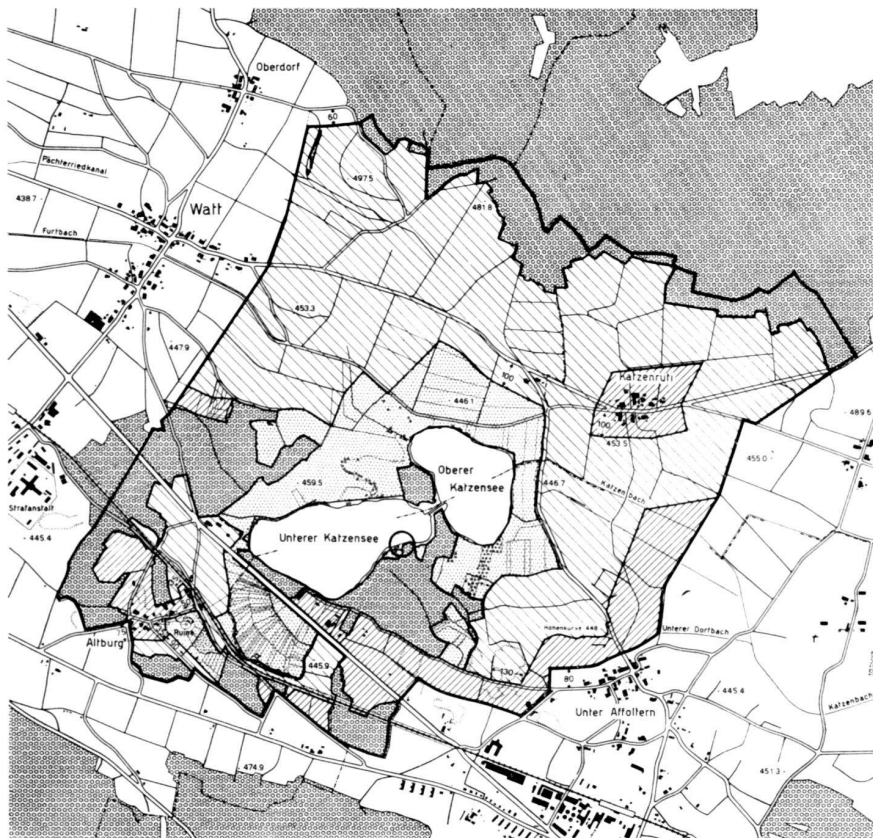 Oberdorf
60
Pächterriedkanal
497.5
438.7
Watt
481.8
Furtbach
453.3
447.9
100
Katzenrüti
446.1
100
489.6
453.5
455.0
Oberer
Katzensee
459.5
446.7
Katzenbach
Strafanstalt
Unterer Katzensee
445.4
75
Ruine
Höhenkurve 448
Unterer Dorfbach
Altburg
445.9
130
80
445.4
Katzenbach
Unter Affoltern
474.9
451.3